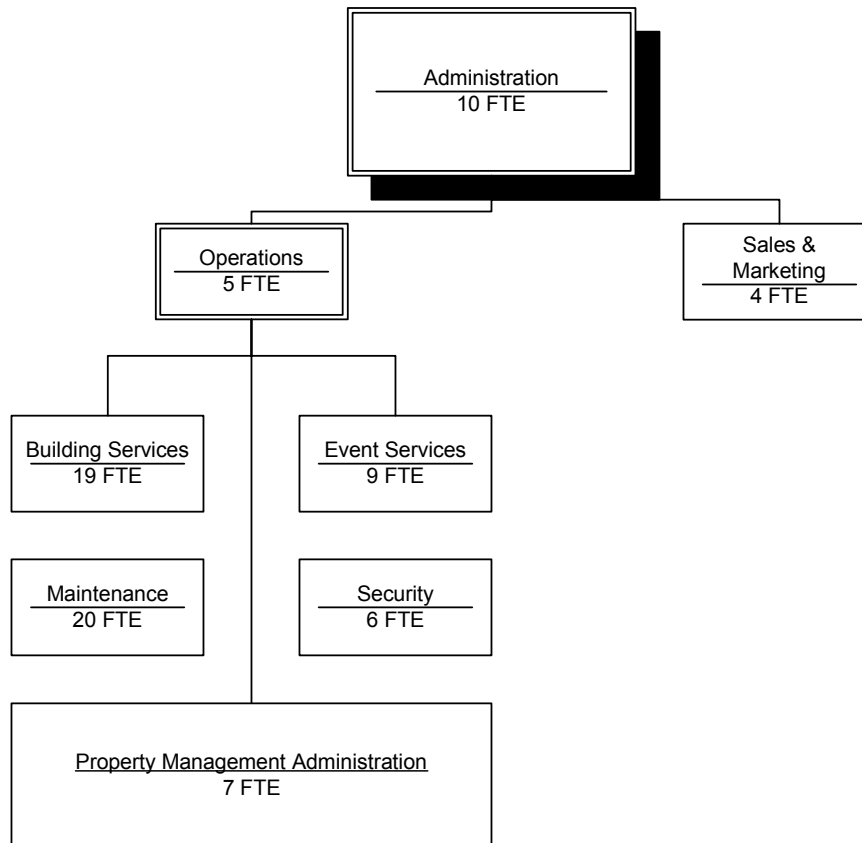 Administration
10 FTE
Operations
5 FTE
Sales &
Marketing
4 FTE
Building Services
19 FTE
Event Services
9 FTE
Maintenance
20 FTE
Security
6 FTE
Property Management Administration
7 FTE